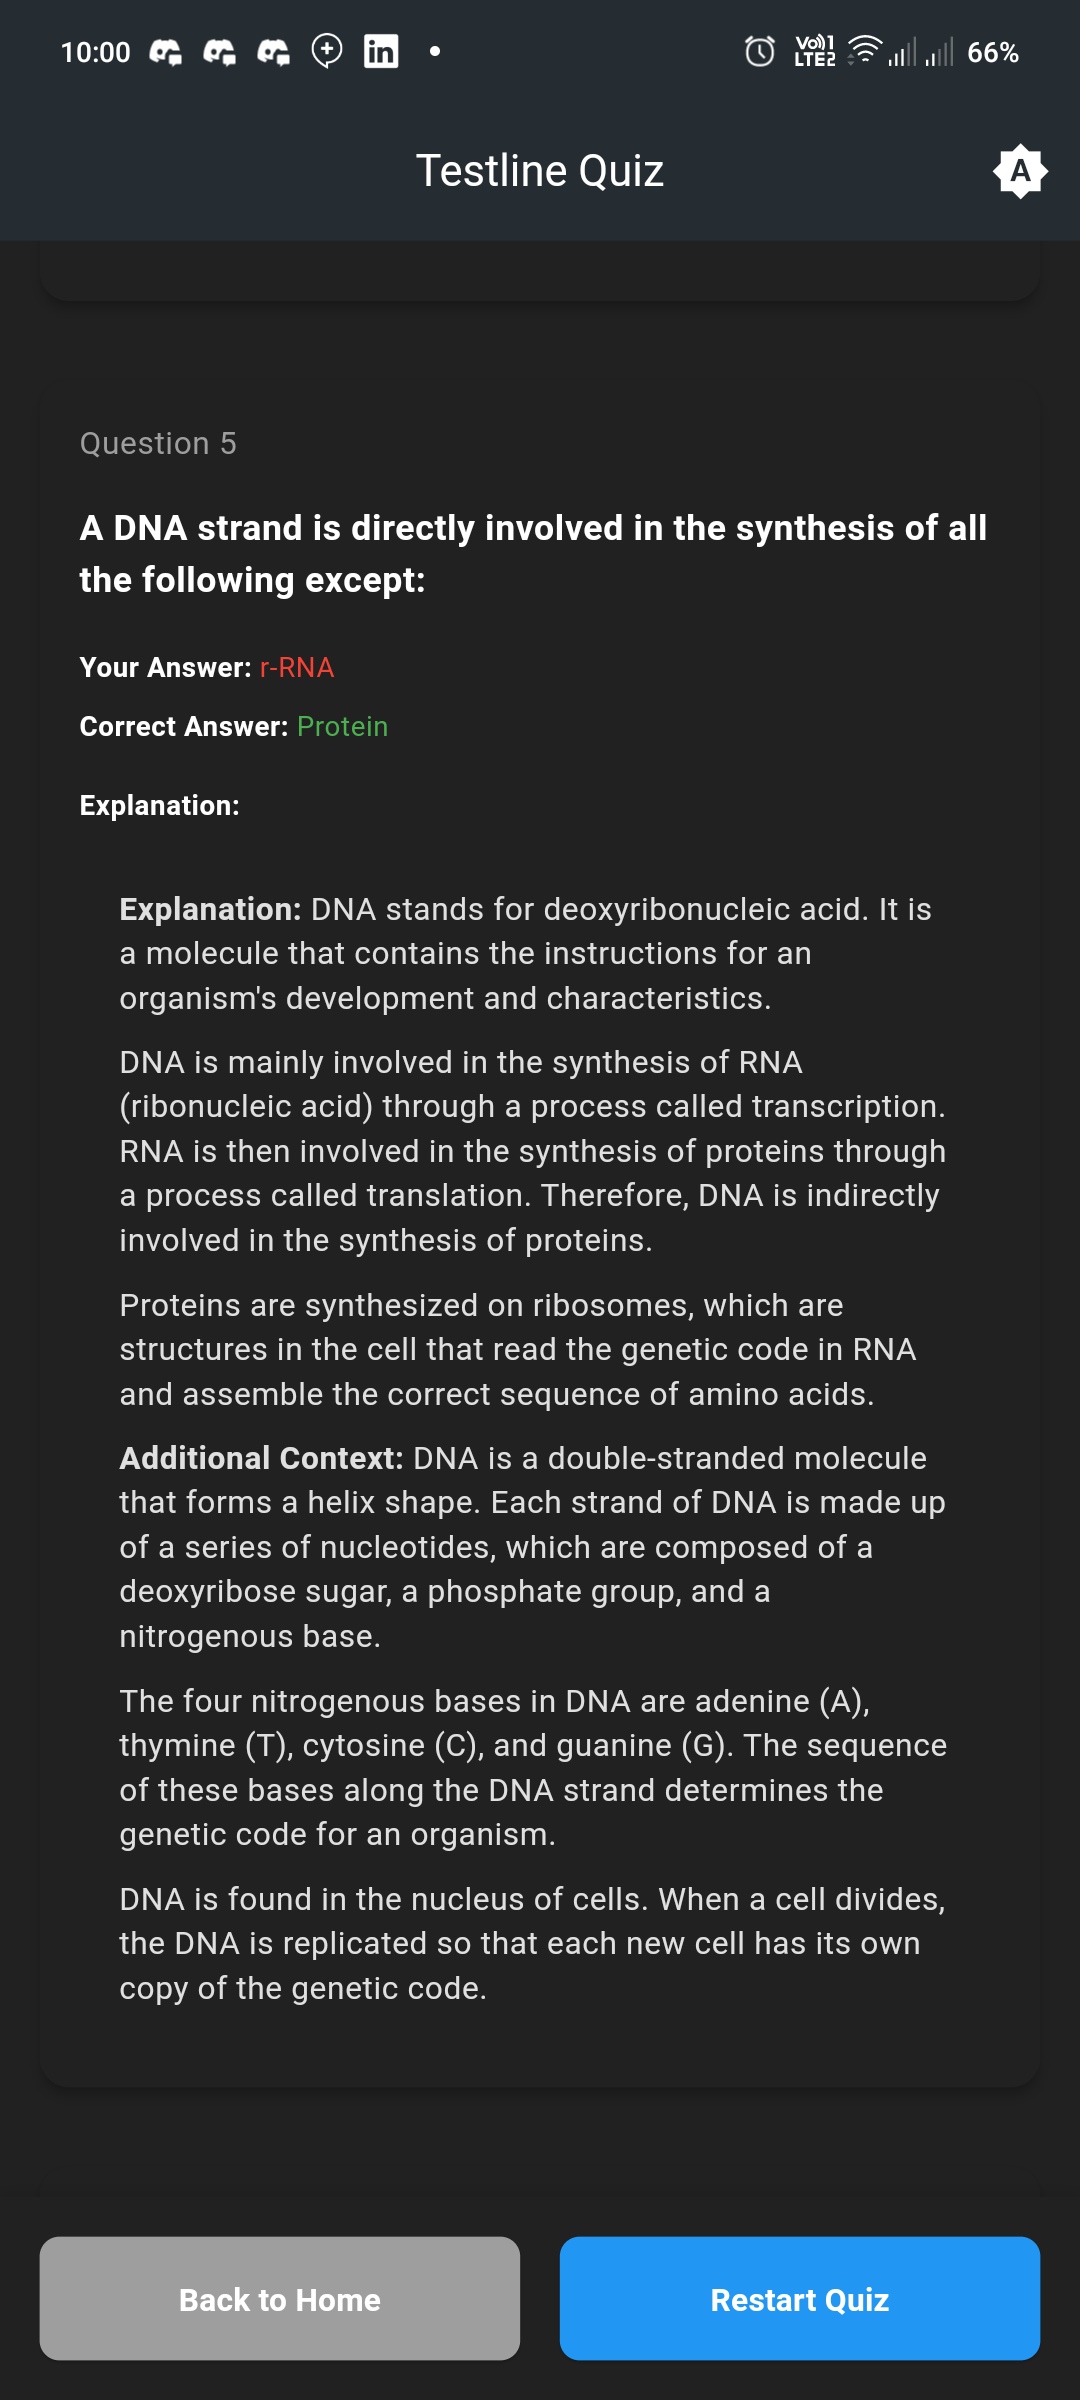 10:00
in
Vo))1
LTE2
66%
Testline Quiz
A
Question 5
A DNA strand is directly involved in the synthesis of all
the following except:
Your Answer: r-RNA
Correct Answer: Protein
Explanation:
Explanation: DNA stands for deoxyribonucleic acid. It is
a molecule that contains the instructions for an
organism's development and characteristics.
DNA is mainly involved in the synthesis of RNA
(ribonucleic acid) through a process called transcription.
RNA is then involved in the synthesis of proteins through
a process called translation. Therefore, DNA is indirectly
involved in the synthesis of proteins.
Proteins are synthesized on ribosomes, which are
structures in the cell that read the genetic code in RNA
and assemble the correct sequence of amino acids.
Additional Context: DNA is a double-stranded molecule
that forms a helix shape. Each strand of DNA is made up
of a series of nucleotides, which are composed of a
deoxyribose sugar, a phosphate group, and a
nitrogenous base.
The four nitrogenous bases in DNA are adenine (A),
thymine (T), cytosine (C), and guanine (G). The sequence
of these bases along the DNA strand determines the
genetic code for an organism.
DNA is found in the nucleus of cells. When a cell divides,
the DNA is replicated so that each new cell has its own
copy of the genetic code.
Back to Home
Restart Quiz